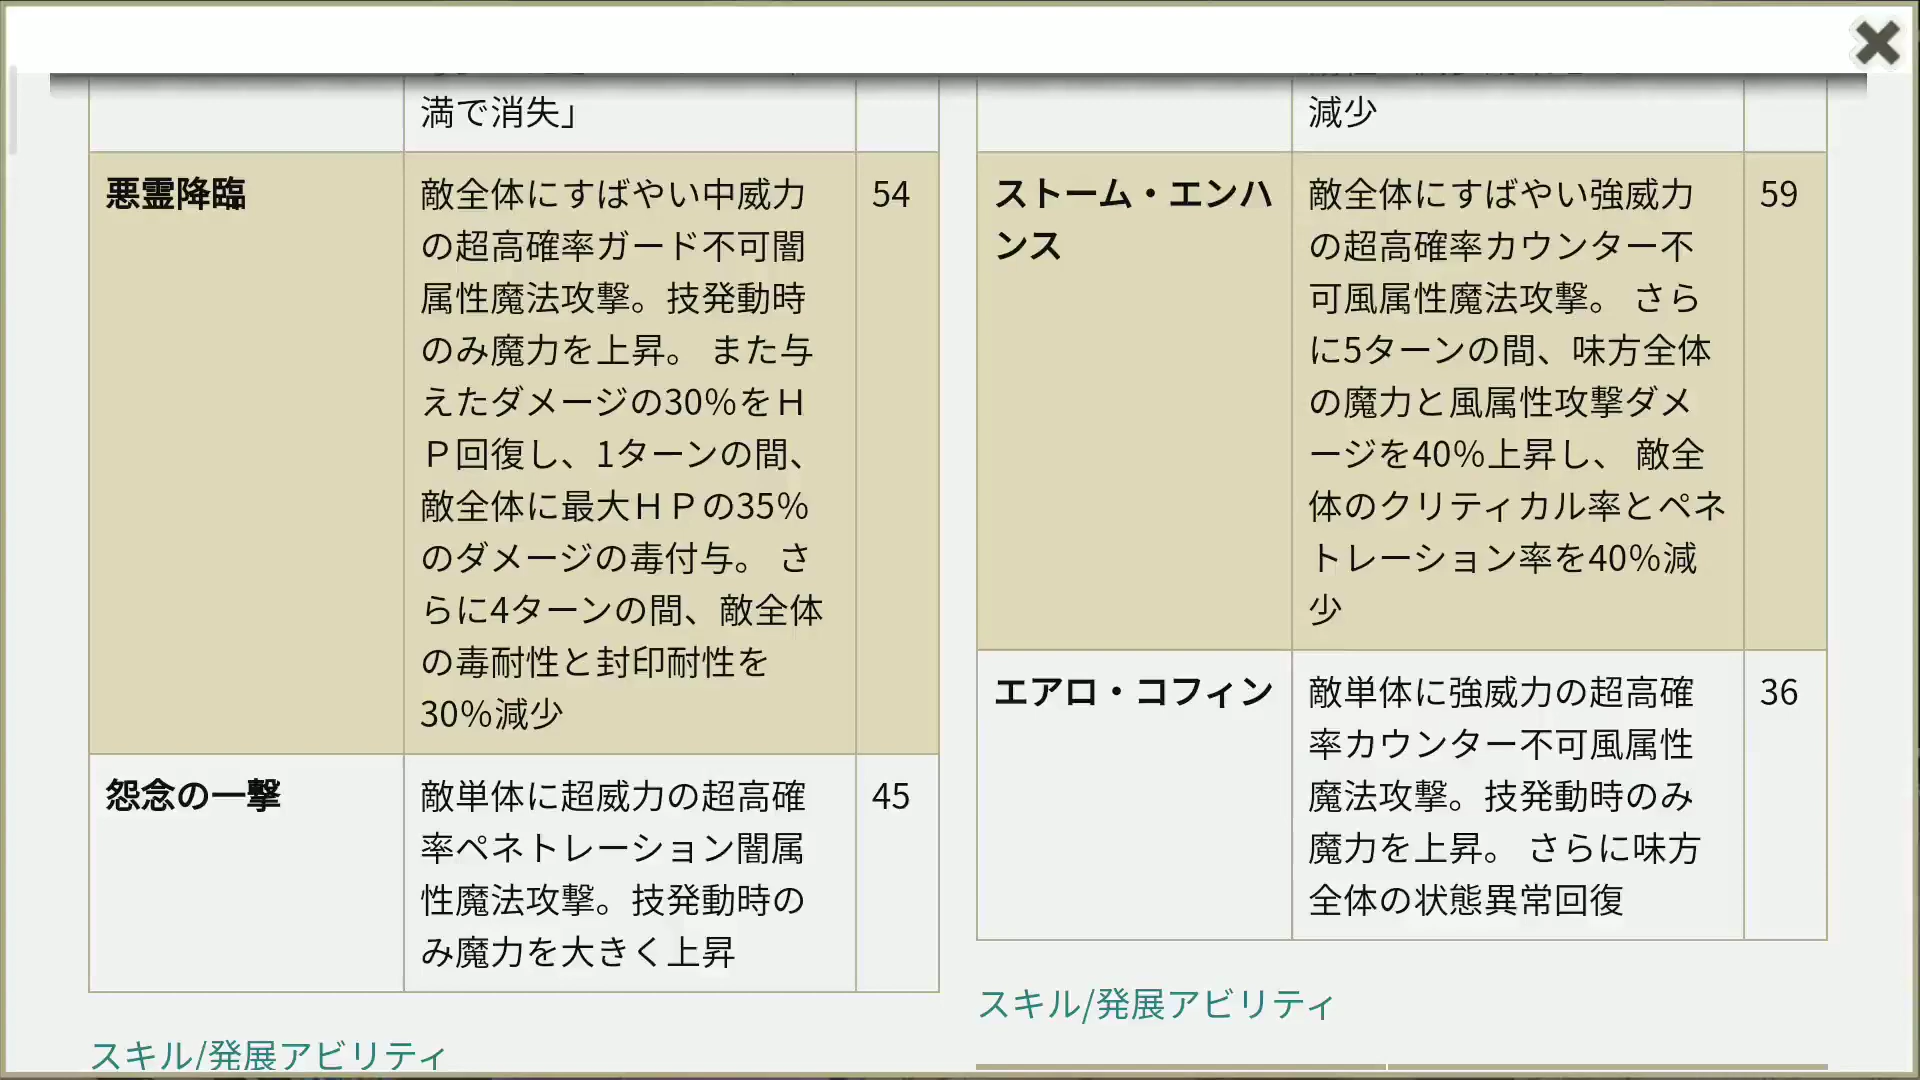 満で消失」
悪霊降臨
敵全体にすばやい中威力
の超高確率ガード不可闇
属性魔法攻撃。技発動時
のみ魔力を上昇。 また与
えたダメージの30%をＨ
Ｐ回復し、1ターンの間、
敵全体に最大ＨＰの35%
のダメージの毒付与。 さ
らに4ターンの間、敵全体
の毒耐性と封印耐性を
30%減少
54
怨念の一撃
敵単体に超威力の超高確
率ペネトレーション闇属
性魔法攻撃。技発動時の
み魔力を大きく上昇
45
スキル/発展アビリティ
減少
ストーム・エンハ
ンス
敵全体にすばやい強威力
の超高確率カウンター不
可風属性魔法攻撃。 さら
に5ターンの間、味方全体
の魔力と風属性攻撃ダメ
ージを40%上昇し、 敵全
体のクリティカル率とペネ
トレーション率を40%減
少
59
エアロ・コフィン
敵単体に強威力の超高確
率カウンター不可風属性
魔法攻撃。技発動時のみ
魔力を上昇。 さらに味方
全体の状態異常回復
36
スキル/発展アビリティ